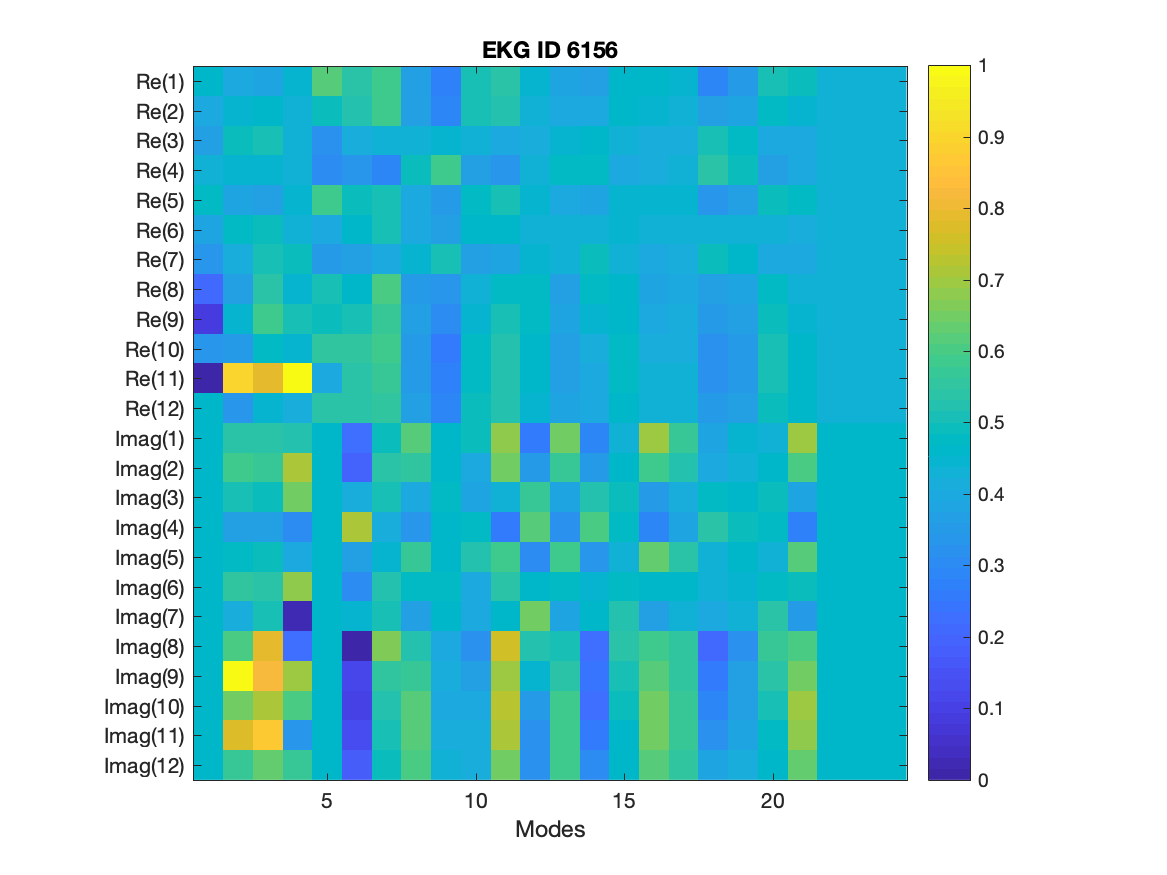 EKG ID 6156
Re(1)
Re(2)
Re(3)
Re(4)
Re(5)
Re(6)
Re(7)
Re(8)
Re(9)
Re(10)
Re(11)
Re(12)
Imag(1)
Imag(2)
Imag(3)
Imag(4)
Imag(5)
Imag(6)
Imag(7)
Imag(8)
Imag(9)
Imag(10)
Imag(11)
Imag(12)
5 10 15 20
Modes
1
0.9
0.8
0.7
0.6
0.5
0.4
0.3
0.2
0.1
0